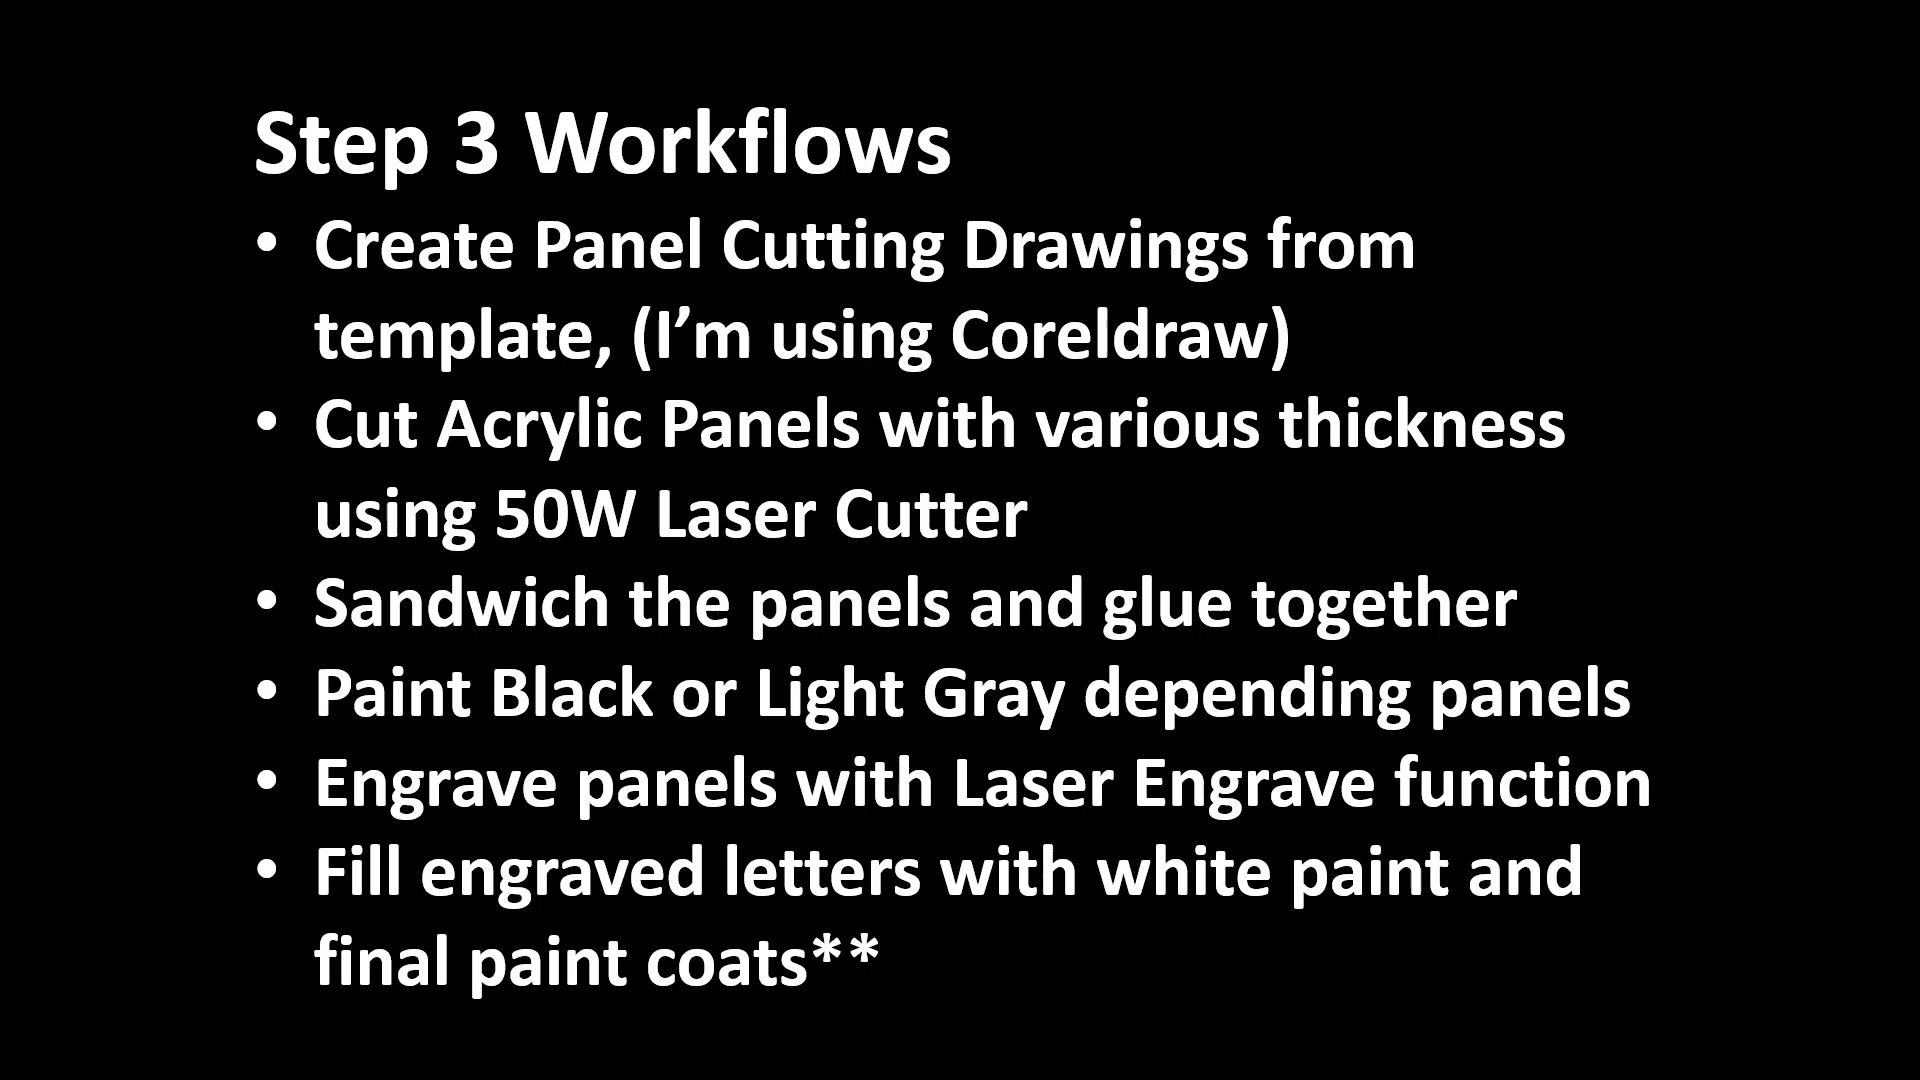 Step 3 Workflows
• Create Panel Cutting Drawings from
template, (I’m using Coreldraw)
• Cut Acrylic Panels with various thickness
using 50W Laser Cutter
• Sandwich the panels and glue together
• Paint Black or Light Gray depending panels
• Engrave panels with Laser Engrave function
• Fill engraved letters with white paint and
final paint coats**